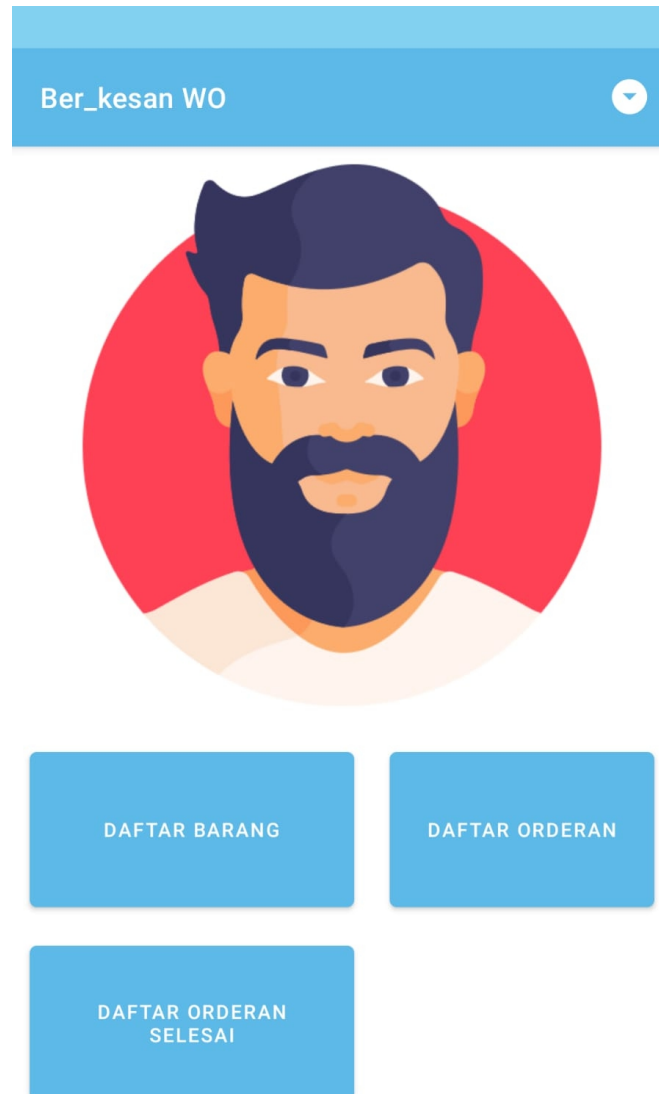 Ber_kesan WO
DAFTAR BARANG
DAFTAR ORDERAN
DAFTAR ORDERAN
SELESAI